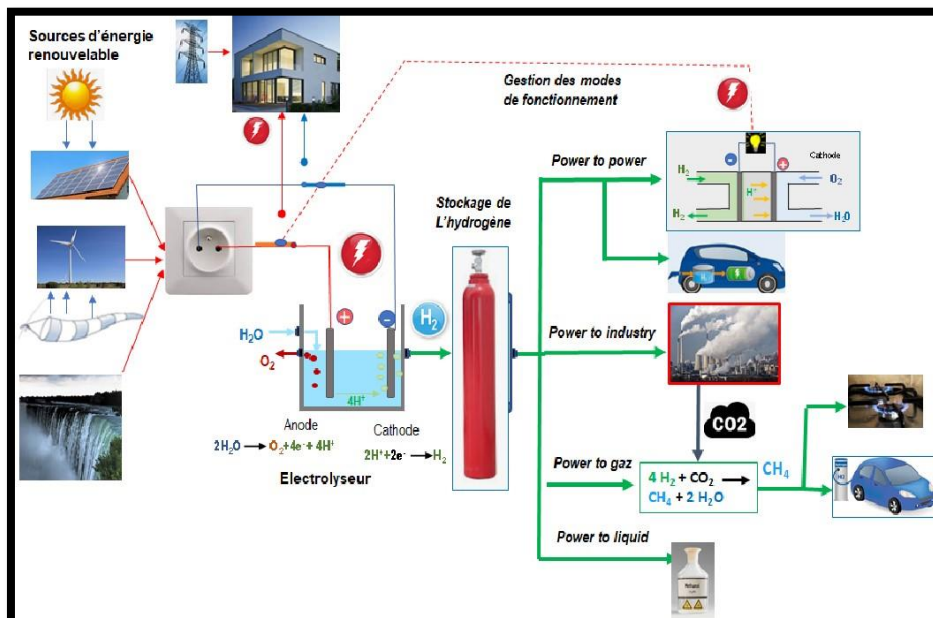 Sources d'énergie
renouvelable
Gestion des modes
de fonctionnement
Power to power
Cathode
H₂
O₂
H⁺
H₂
H₂O
Stockage de
L'hydrogène
H₂O
O₂
4H⁺
H₂
Anode
Cathode
2H₂O → O₂+4e⁻+ 4H⁺
2H⁺+2e⁻ → H₂
Electrolyseur
Power to industry
CO2
Power to gaz
4 H₂ + CO₂ →
CH₄ + 2 H₂O
CH₄
Power to liquid